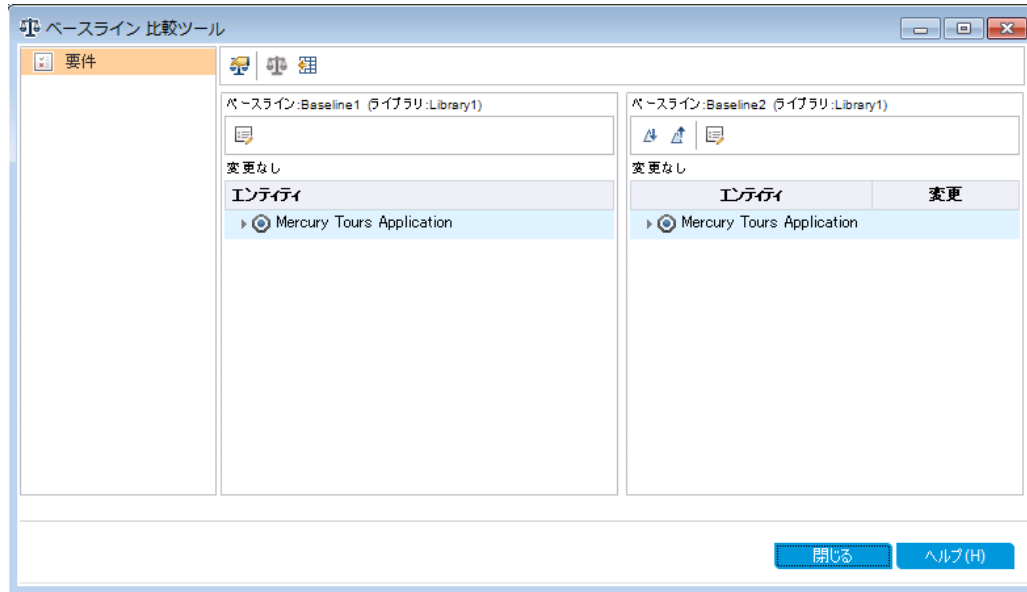 ベースライン 比較ツール
要件
ベースライン:Baseline1 (ライブラリ:Library1)
変更なし
エンティティ
Mercury Tours Application
ベースライン:Baseline2 (ライブラリ:Library1)
変更なし
エンティティ 変更
Mercury Tours Application
閉じる ヘルプ(H)